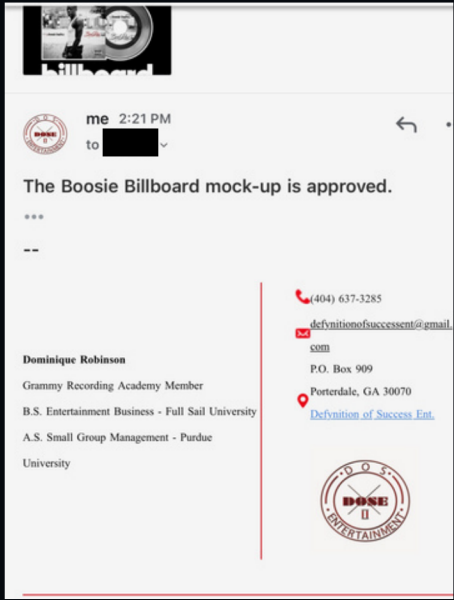 billboard
me 2:21 PM
to
The Boosie Billboard mock-up is approved.
•••
--
(404) 637-3285
defynitionofsuccessent@gmail.
com
P.O. Box 909
Porterdale, GA 30070
Defynition of Success Ent.
Dominique Robinson
Grammy Recording Academy Member
B.S. Entertainment Business - Full Sail University
A.S. Small Group Management - Purdue
University
DOS
DOSE
ENTERTAINMENT